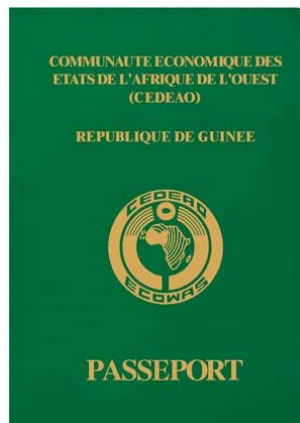 COMMUNAUTE ECONOMIQUE DES
ETATS DE L'AFRIQUE DE L'OUEST
(CEDEAO)
REPUBLIQUE DE GUINEE
CEDEAO
ECOWAS
PASSEPORT